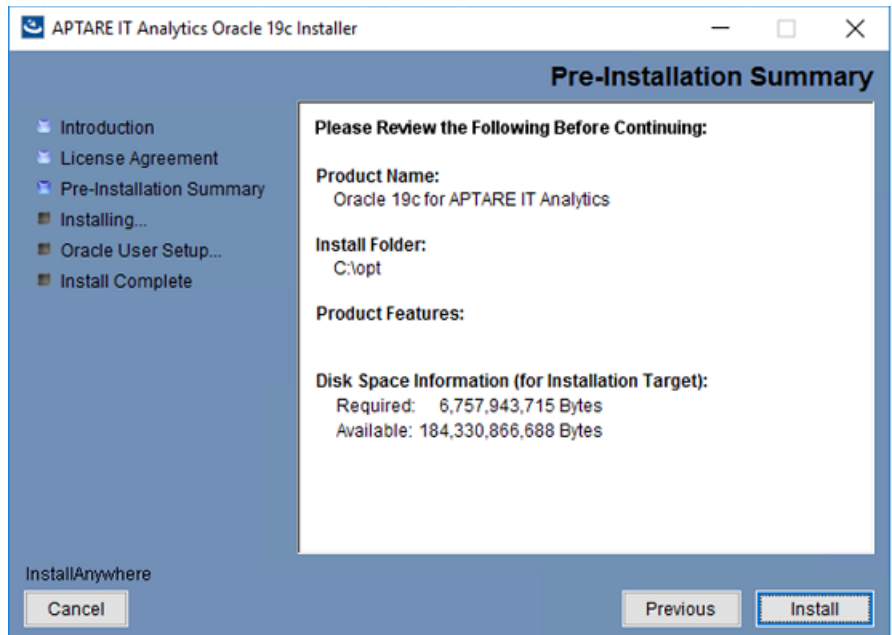 APTARE IT Analytics Oracle 19c Installer
Pre-Installation Summary
Introduction
License Agreement
Pre-Installation Summary
Installing...
Oracle User Setup...
Install Complete
Please Review the Following Before Continuing:
Product Name:
Oracle 19c for APTARE IT Analytics
Install Folder:
C:\opt
Product Features:
Disk Space Information (for Installation Target):
Required: 6,757,943,715 Bytes
Available: 184,330,866,688 Bytes
InstallAnywhere
Cancel
Previous
Install